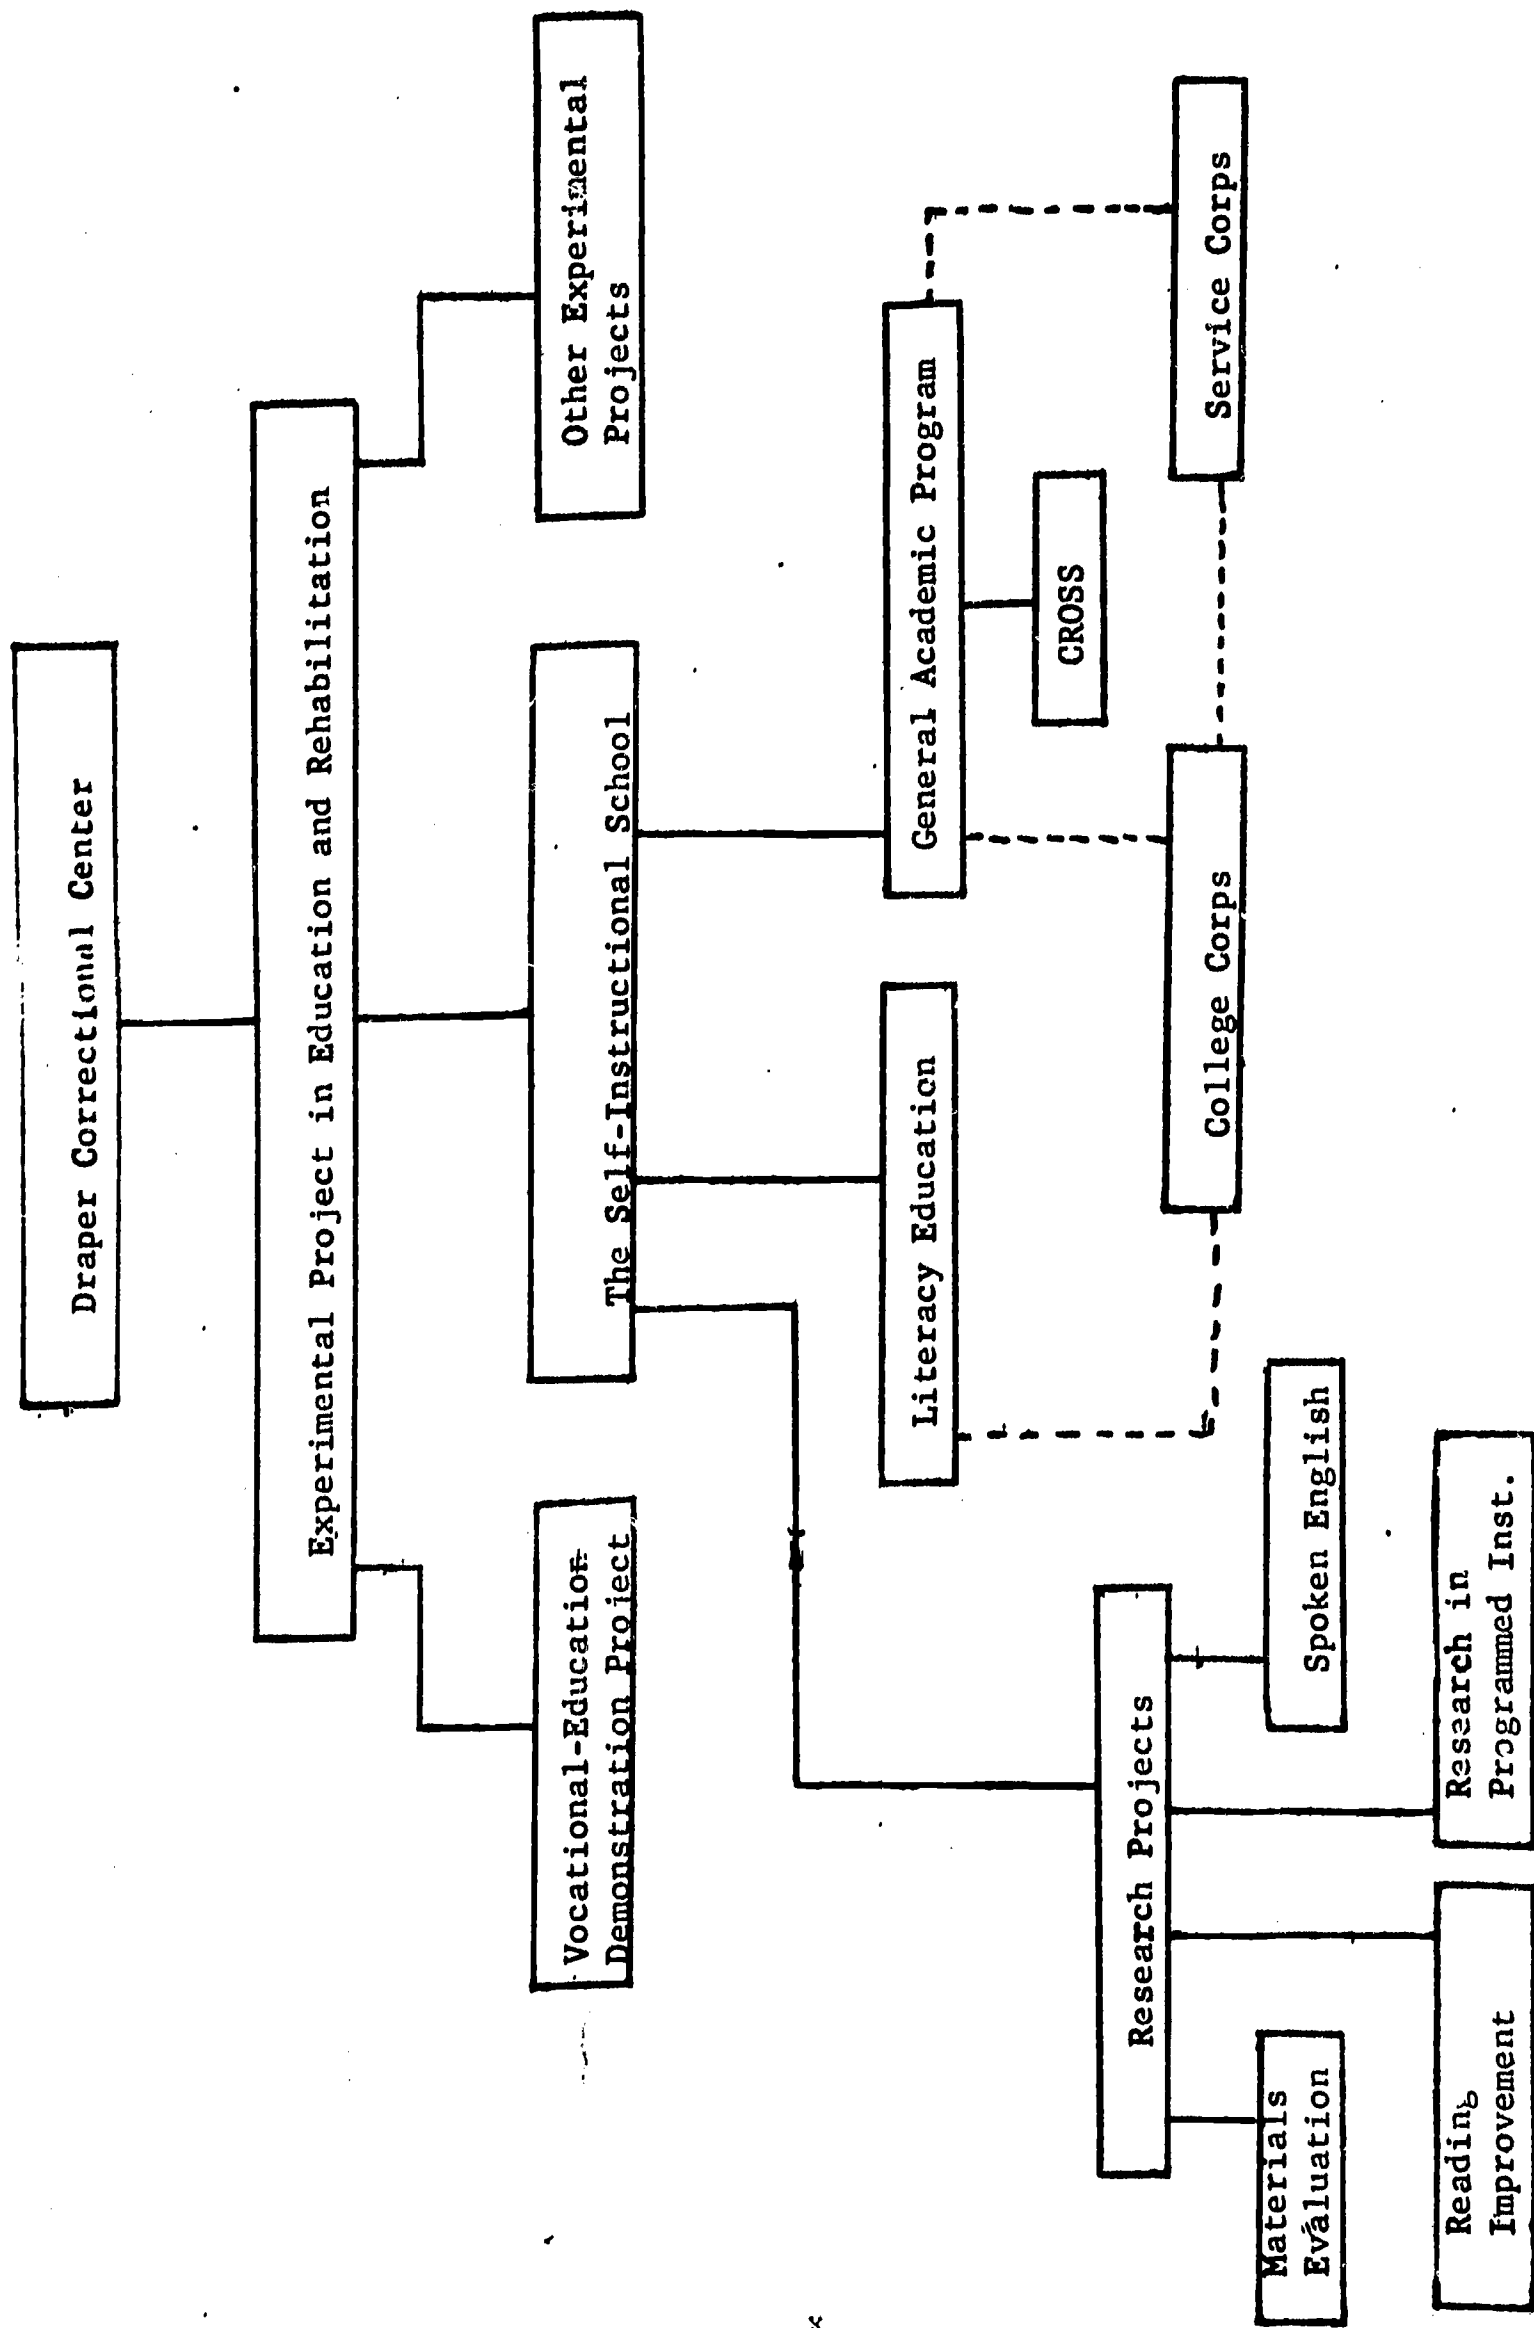 Draper Correctional Center
Experimental Project in Education and Rehabilitation
Vocational-Education
Demonstration Project
The Self-Instructional School
Other Experimental
Projects
Literacy Education
General Academic Program
CROSS
Research Projects
College Corps
Service Corps
Materials
Evaluation
Spoken English
Reading
Improvement
Research in
Programmed Inst.